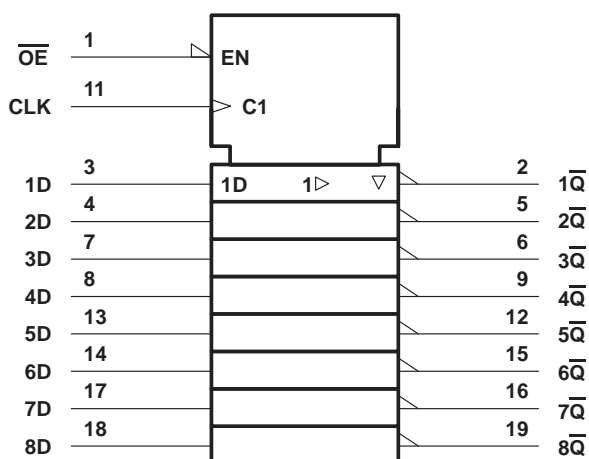 O̅E̅ 1 EN
CLK 11 C1
1D 3 1D 1 2 1Q̅
2D 4 5 2Q̅
3D 7 6 3Q̅
4D 8 9 4Q̅
5D 13 12 5Q̅
6D 14 15 6Q̅
7D 17 16 7Q̅
8D 18 19 8Q̅